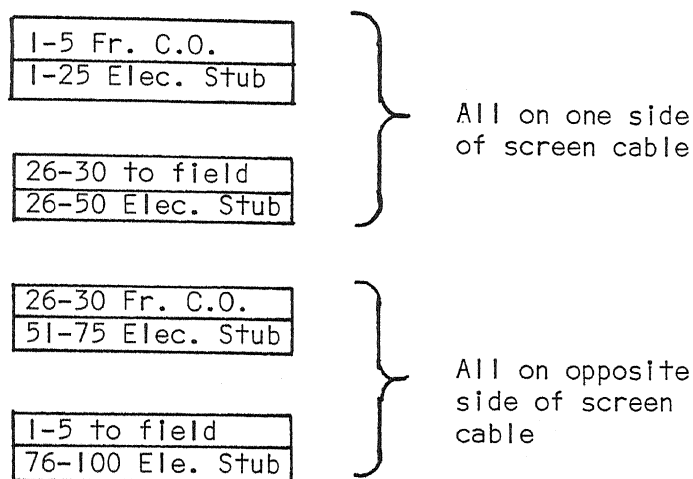 1-5 Fr. C.O.
1-25 Elec. Stub
All on one side
of screen cable
26-30 to field
26-50 Elec. Stub
26-30 Fr. C.O.
51-75 Elec. Stub
All on opposite
side of screen
cable
1-5 to field
76-100 Ele. Stub